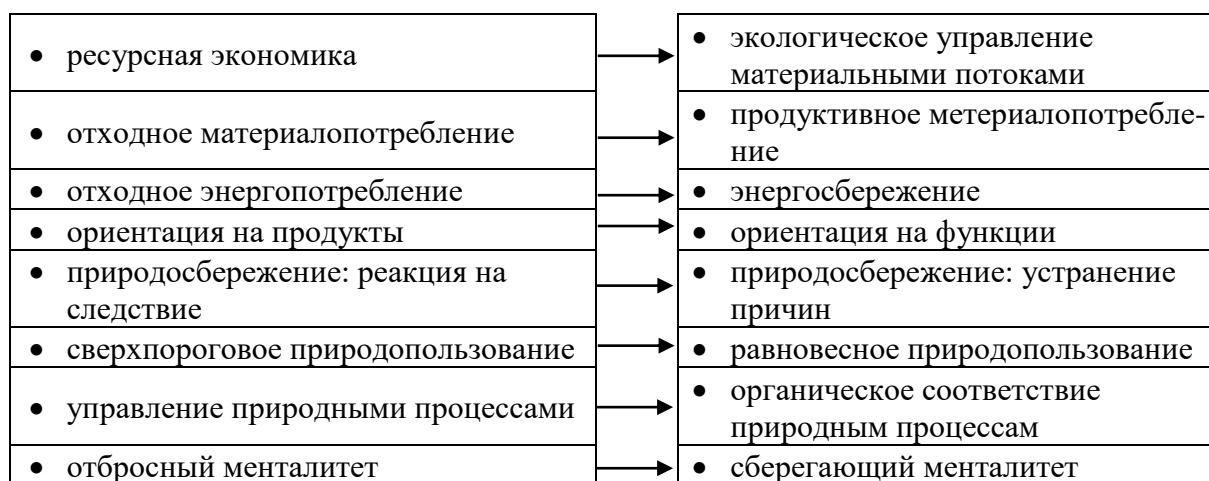 • ресурсная экономика
• экологическое управление
материальными потоками
• отходное материалопотребление
• продуктивное метериалопотребле-
ние
• отходное энергопотребление
• энергосбережение
• ориентация на продукты
• ориентация на функции
• природосбережение: реакция на
следствие
• природосбережение: устранение
причин
• сверхпороговое природопользование
• равновесное природопользование
• управление природными процессами
• органическое соответствие
природным процессам
• отбросный менталитет
• сберегающий менталитет